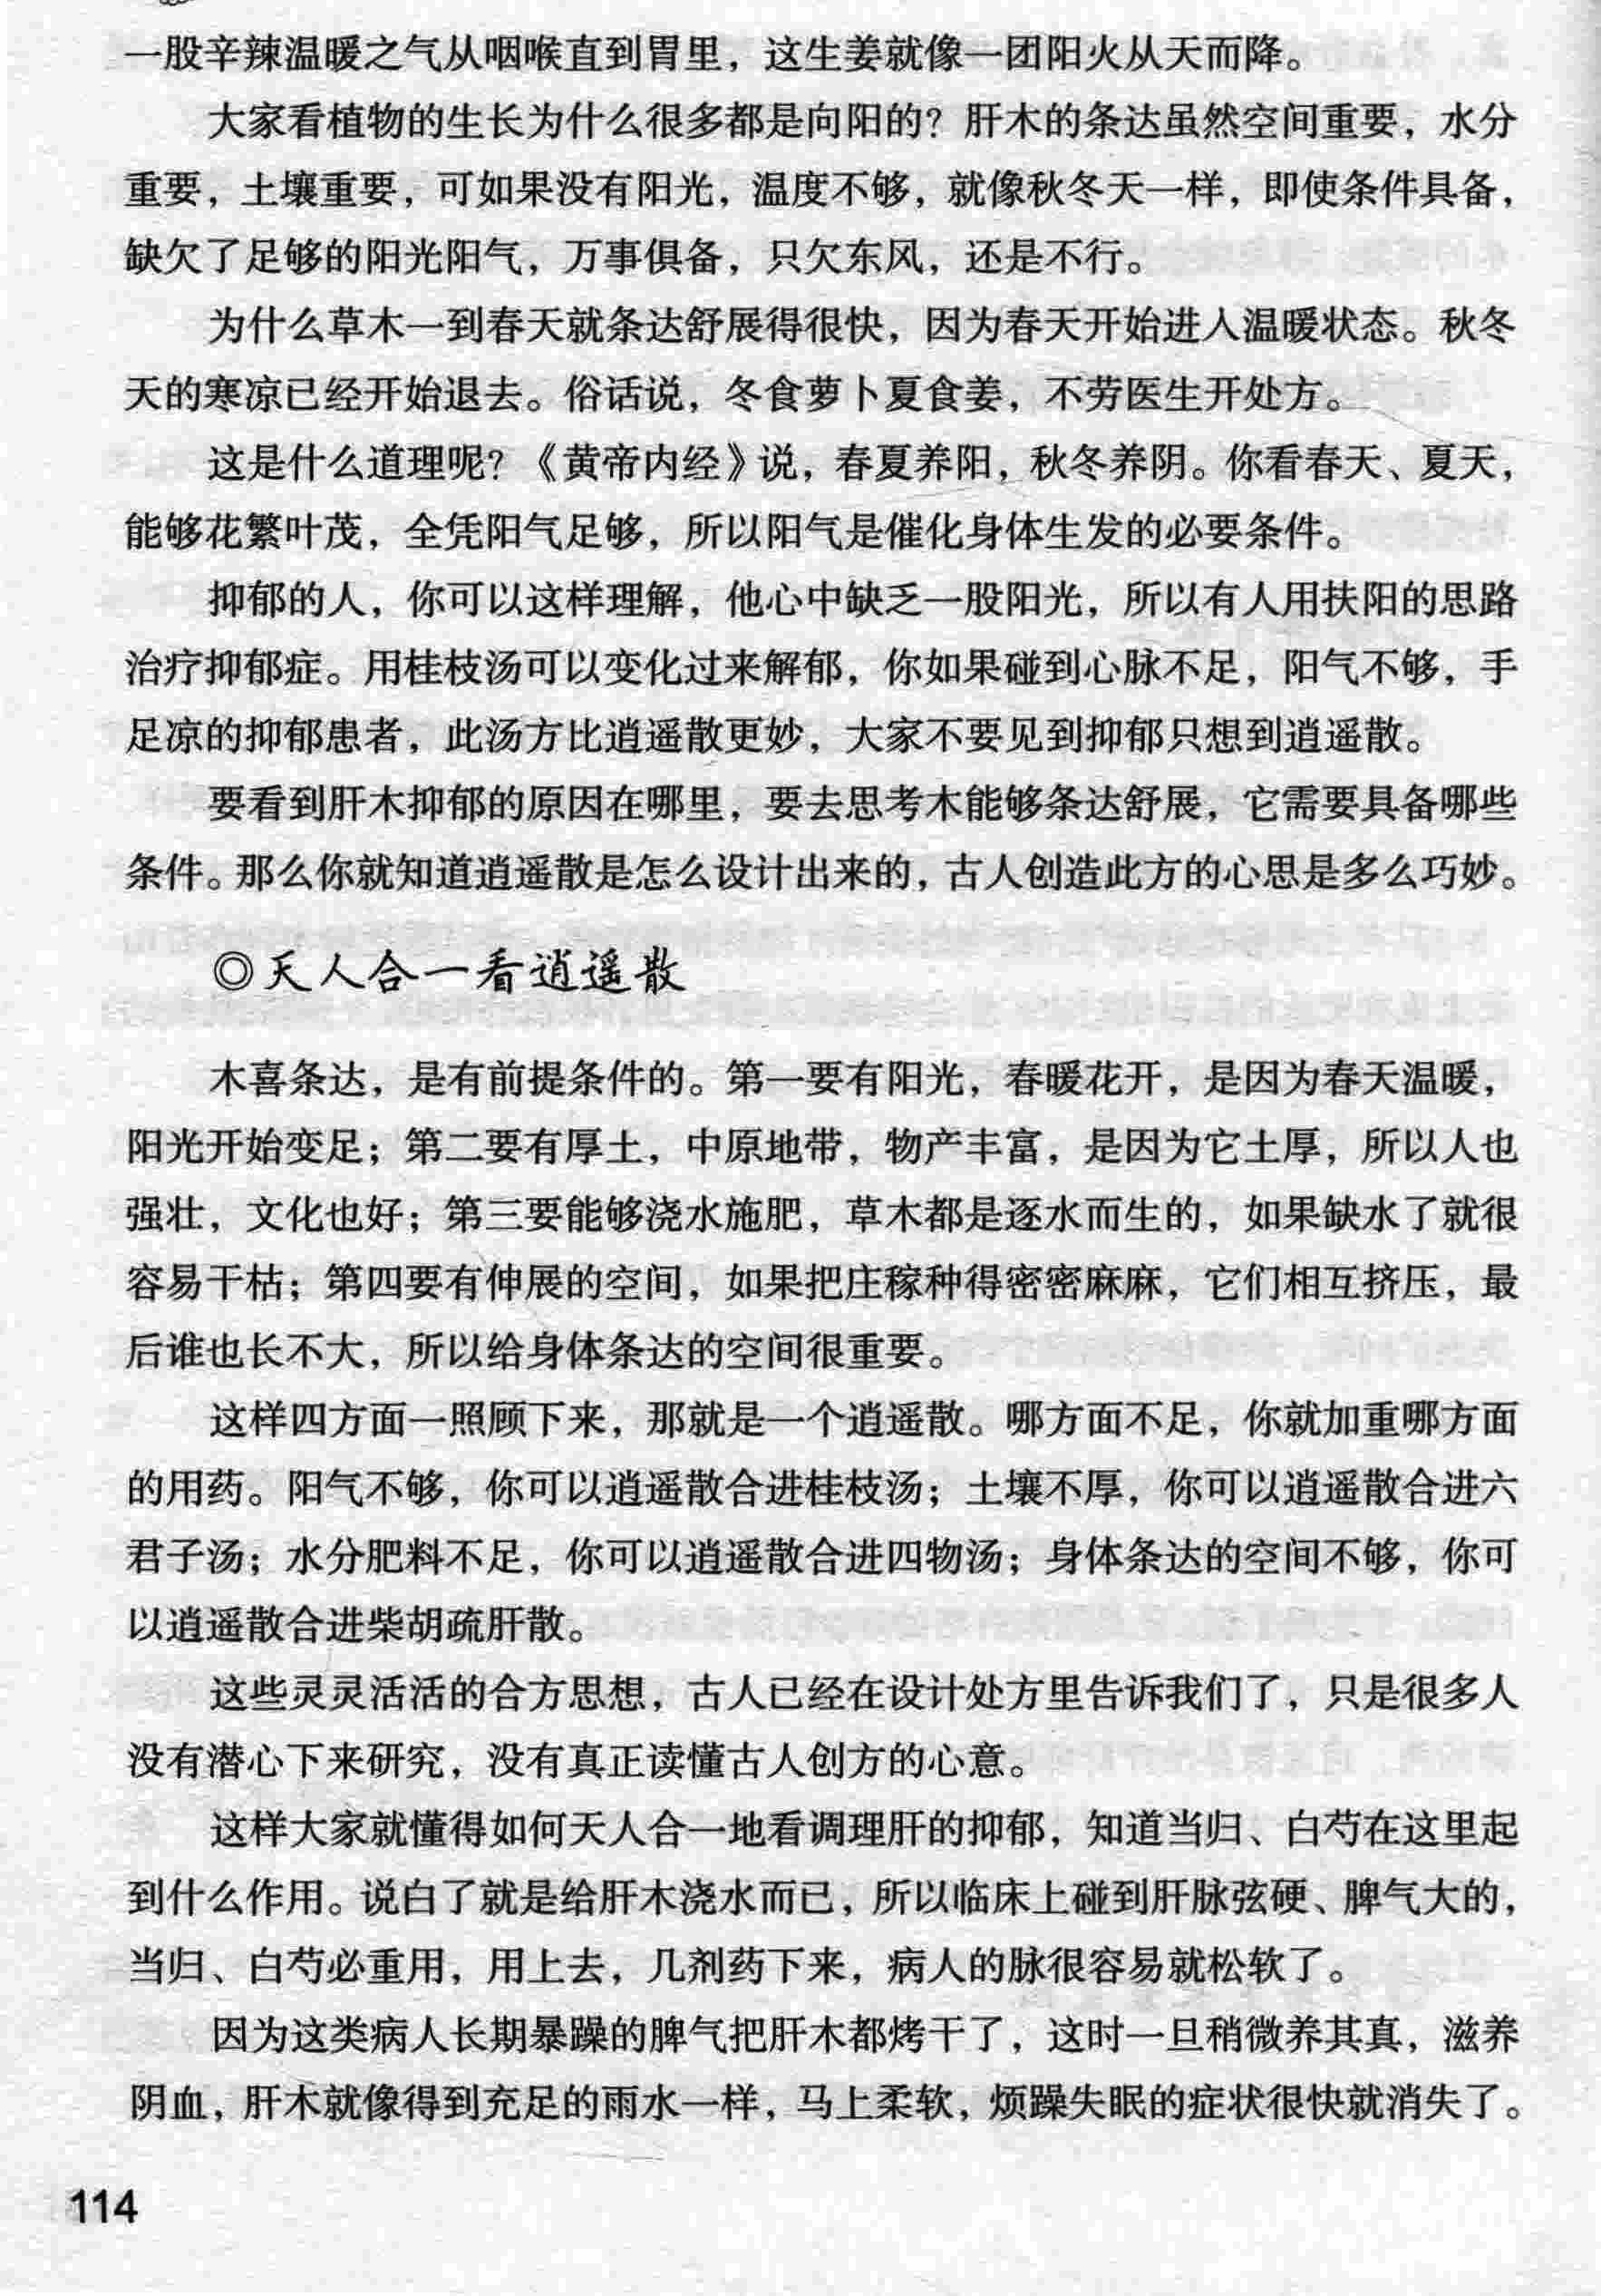 一股辛辣温暖之气从咽喉直到胃里，这生姜就像一团阳火从天而降。
大家看植物的生长为什么很多都是向阳的？肝木的条达虽然空间重要，水分
重要，土壤重要，可如果没有阳光，温度不够，就像秋冬天一样，即使条件具备，
缺欠了足够的阳光阳气，万事俱备，只欠东风，还是不行。
为什么草木一到春天就条达舒展得很快，因为春天开始进入温暖状态。秋冬
天的寒凉已经开始退去。俗话说，冬食萝卜夏食姜，不劳医生开处方。
这是什么道理呢？《黄帝内经》说，春夏养阳，秋冬养阴。你看春天、夏天，
能够花繁叶茂，全凭阳气足够，所以阳气是催化身体生发的必要条件。
抑郁的人，你可以这样理解，他心中缺乏一股阳光，所以有人用扶阳的思路
治疗抑郁症。用桂枝汤可以变化过来解郁，你如果碰到心脉不足，阳气不够，手
足凉的抑郁患者，此汤方比逍遥散更妙，大家不要见到抑郁只想到逍遥散。
要看到肝木抑郁的原因在哪里，要去思考木能够条达舒展，它需要具备哪些
条件。那么你就知道逍遥散是怎么设计出来的，古人创造此方的心思是多么巧妙。
◎天人合一看逍遥散
木喜条达，是有前提条件的。第一要有阳光，春暖花开，是因为春天温暖，
阳光开始变足；第二要有厚土，中原地带，物产丰富，是因为它土厚，所以人也
强壮，文化也好；第三要能够浇水施肥，草木都是逐水而生的，如果缺水了就很
容易干枯；第四要有伸展的空间，如果把庄稼种得密密麻麻，它们相互挤压，最
后谁也长不大，所以给身体条达的空间很重要。
这样四方面一照顾下来，那就是一个逍遥散。哪方面不足，你就加重哪方面
的用药。阳气不够，你可以逍遥散合进桂枝汤；土壤不厚，你可以逍遥散合进六
君子汤；水分肥料不足，你可以逍遥散合进四物汤；身体条达的空间不够，你可
以逍遥散合进柴胡疏肝散。
这些灵灵活活的合方思想，古人已经在设计处方里告诉我们了，只是很多人
没有潜心下来研究，没有真正读懂古人创方的心意。
这样大家就懂得如何天人合一地看调理肝的抑郁，知道当归、白芍在这里起
到什么作用。说白了就是给肝木浇水而已，所以临床上碰到肝脉弦硬、脾气大的，
当归、白芍必重用，用上去，几剂药下来，病人的脉很容易就松软了。
因为这类病人长期暴躁的脾气把肝木都烤干了，这时一旦稍微养其真，滋养
阴血，肝木就像得到充足的雨水一样，马上柔软，烦躁失眠的症状很快就消失了。
114